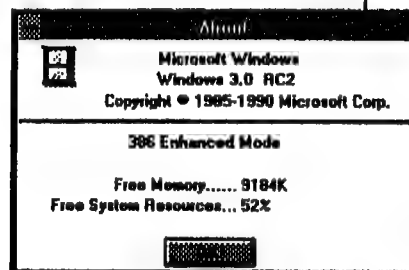 About
Microsoft Windows
Windows 3.0 RC2
Copyright © 1985-1990 Microsoft Corp.
386 Enhanced Mode
Free Memory...... 9184K
Free System Resources... 52%